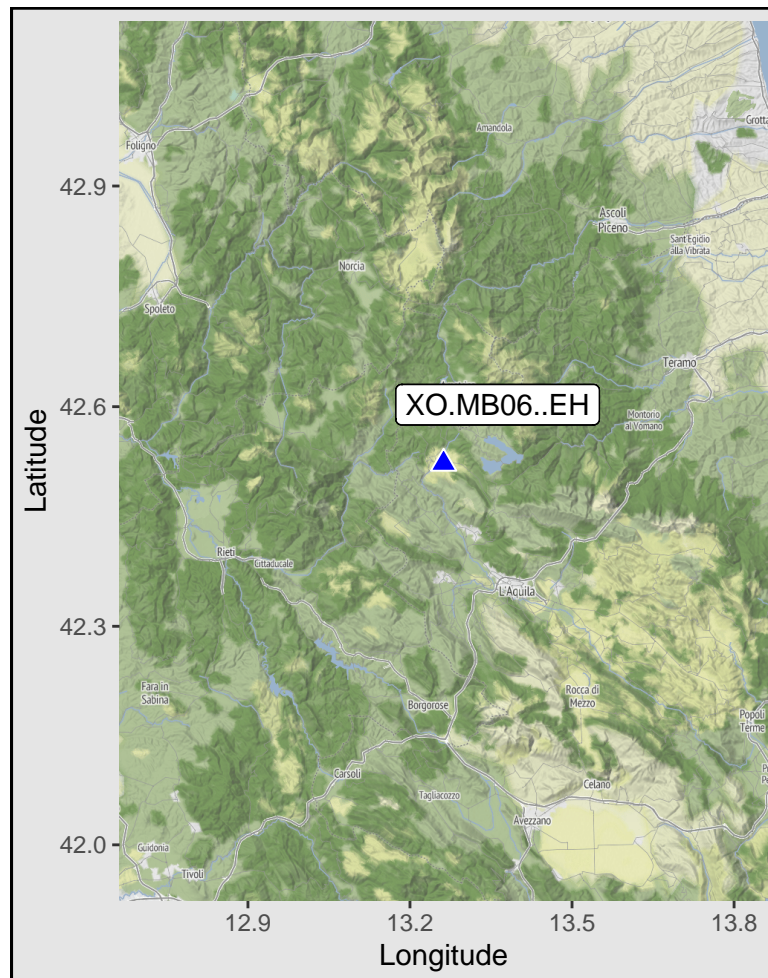 Amandola
Grotta
Foligno
42.9
Ascoli
Piceno
Sant'Egidio
alla Vibrata
Norcia
Spoleto
Teramo
42.6
XO.MB06..EH
Montorio
al Vomano
Latitude
Rieti
Cittaducale
L'Aquila
42.3
Fara in
Sabina
Rocca di
Mezzo
Borgorose
Popoli
Terme
Carsoli
Celano
Tagliacozzo
Avezzano
42.0
Guidonia
Tivoli
12.9
13.2
13.5
13.8
Longitude